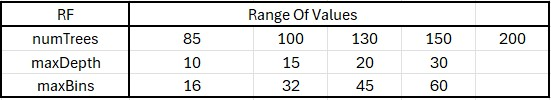 RF Range Of Values
numTrees 85 100 130 150 200
maxDepth 10 15 20 30
maxBins 16 32 45 60